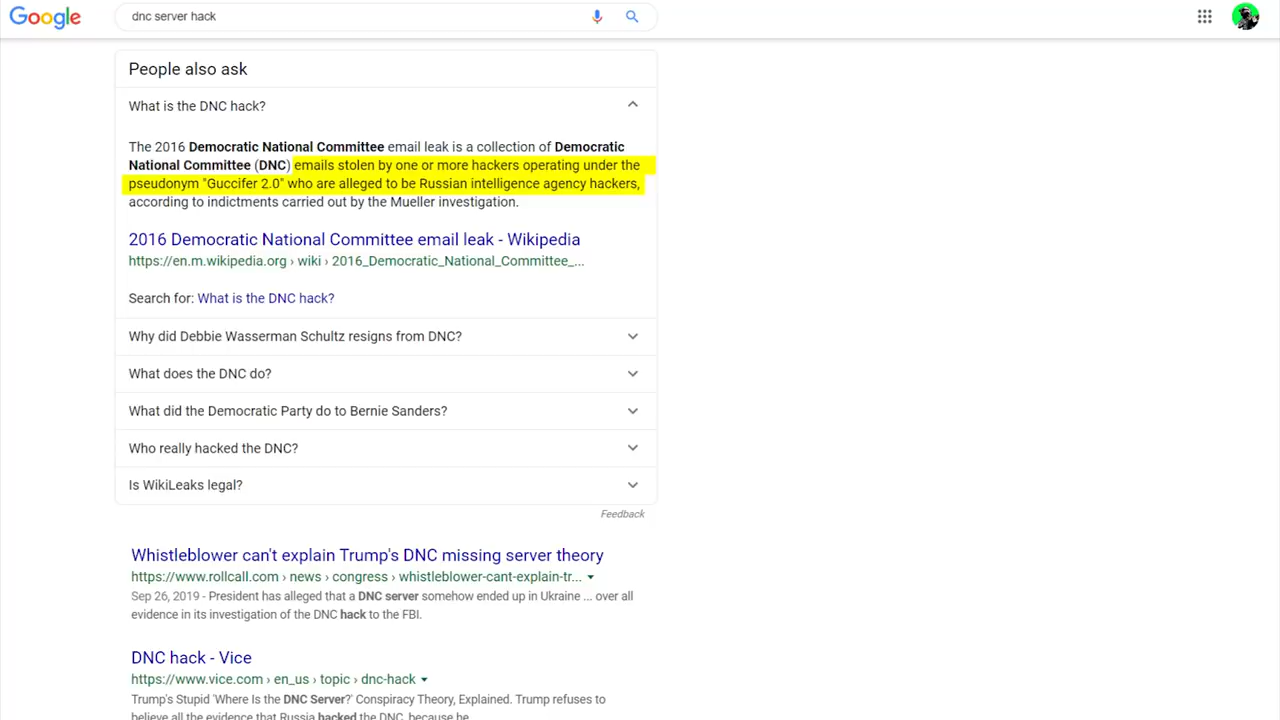 Google
dnc server hack
People also ask
What is the DNC hack?
The 2016 Democratic National Committee email leak is a collection of Democratic
National Committee (DNC) emails stolen by one or more hackers operating under the
pseudonym "Guccifer 2.0" who are alleged to be Russian intelligence agency hackers,
according to indictments carried out by the Mueller investigation.
2016 Democratic National Committee email leak - Wikipedia
https://en.m.wikipedia.org › wiki › 2016_Democratic_National_Committee_...
Search for: What is the DNC hack?
Why did Debbie Wasserman Schultz resigns from DNC?
What does the DNC do?
What did the Democratic Party do to Bernie Sanders?
Who really hacked the DNC?
Is WikiLeaks legal?
Feedback
Whistleblower can't explain Trump's DNC missing server theory
https://www.rollcall.com › news › congress › whistleblower-cant-explain-tr...
Sep 26, 2019 - President has alleged that a DNC server somehow ended up in Ukraine ... over all
evidence in its investigation of the DNC hack to the FBI.
DNC hack - Vice
https://www.vice.com › en_us › topic › dnc-hack
Trump's Stupid 'Where Is the DNC Server?' Conspiracy Theory, Explained. Trump refuses to
believe all the evidence that Russia hacked the DNC, because he